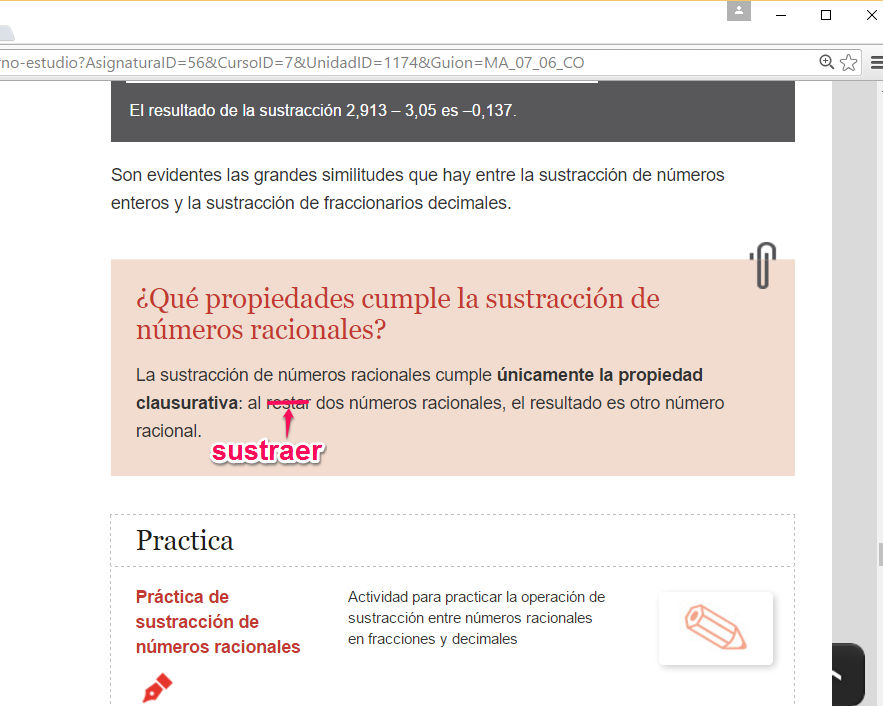 rno-estudio?AsignaturaID=56&CursoID=7&UnidadID=1174&Guion=MA_07_06_CO
El resultado de la sustracción 2,913 – 3,05 es –0,137.
Son evidentes las grandes similitudes que hay entre la sustracción de números
enteros y la sustracción de fraccionarios decimales.
¿Qué propiedades cumple la sustracción de
números racionales?
La sustracción de números racionales cumple únicamente la propiedad
clausurativa: al restar dos números racionales, el resultado es otro número
racional.
sustraer
Practica
Práctica de
sustracción de
números racionales
Actividad para practicar la operación de
sustracción entre números racionales
en fracciones y decimales